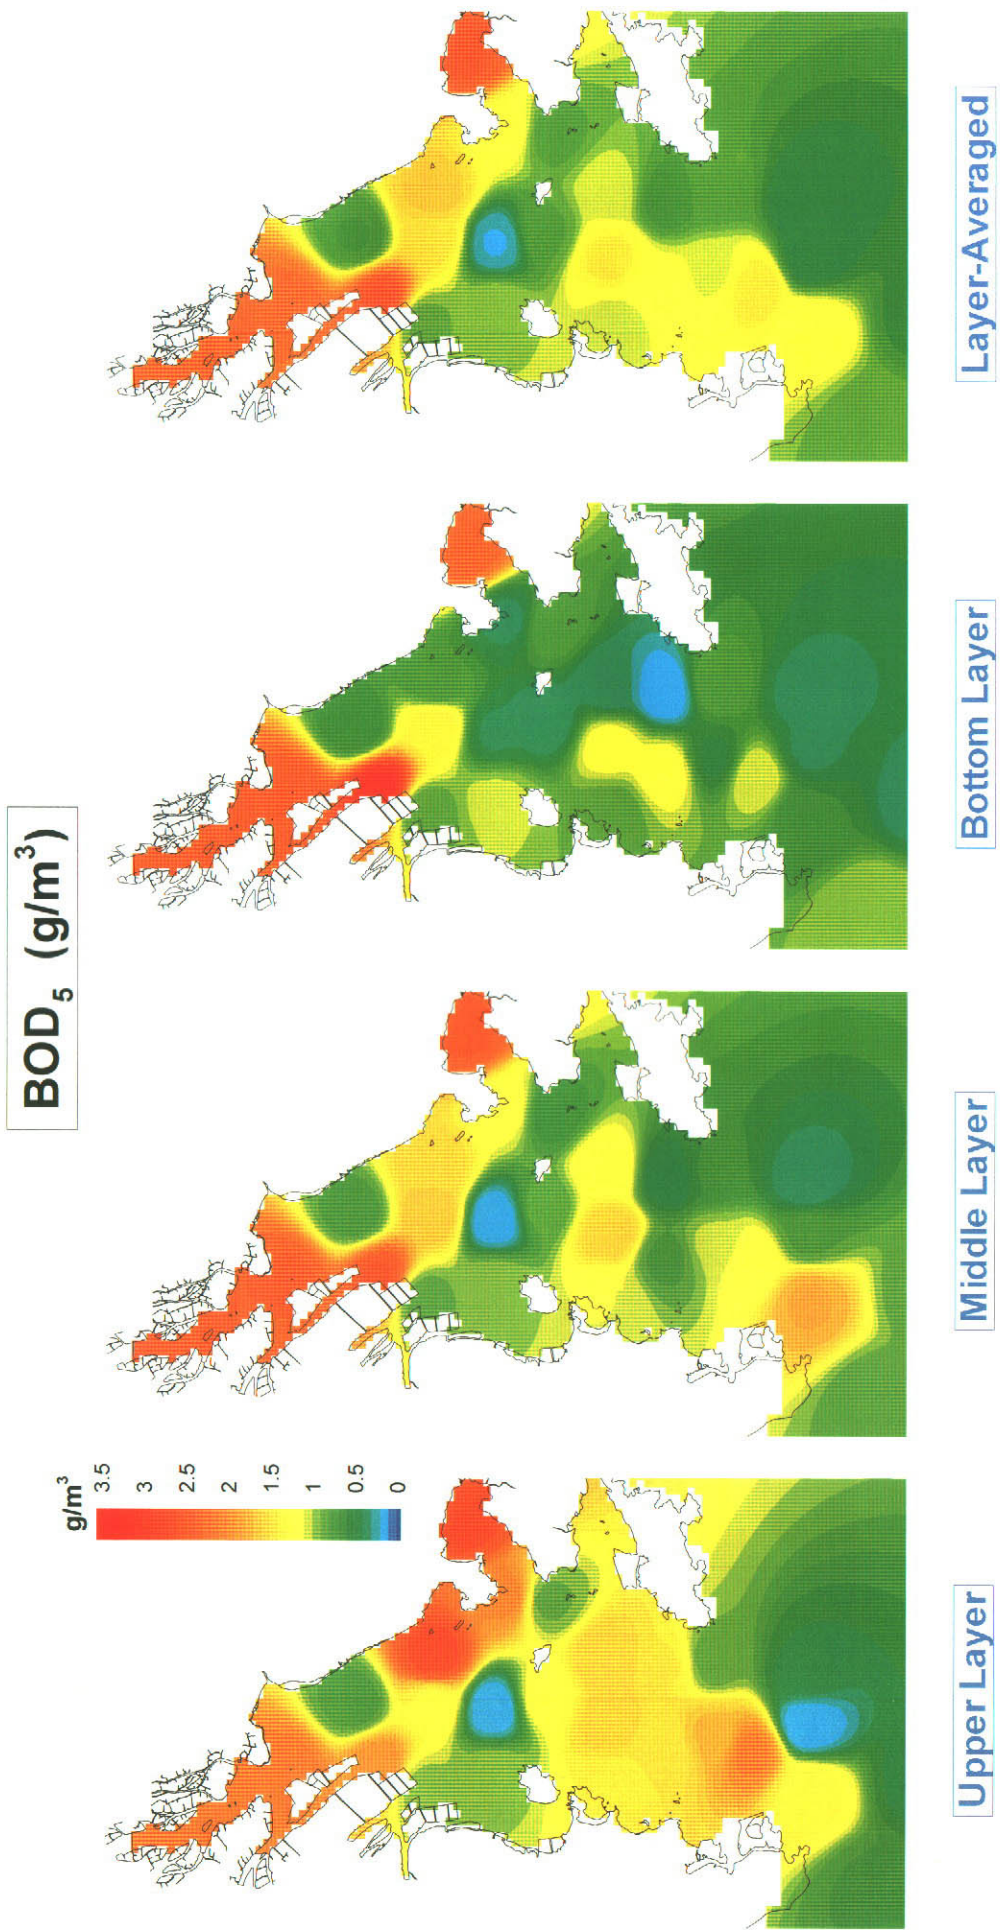 BOD5 (g/m3)
g/m3
3.5
3
2.5
2
1.5
1
0.5
0
Upper Layer
Middle Layer
Bottom Layer
Layer-Averaged